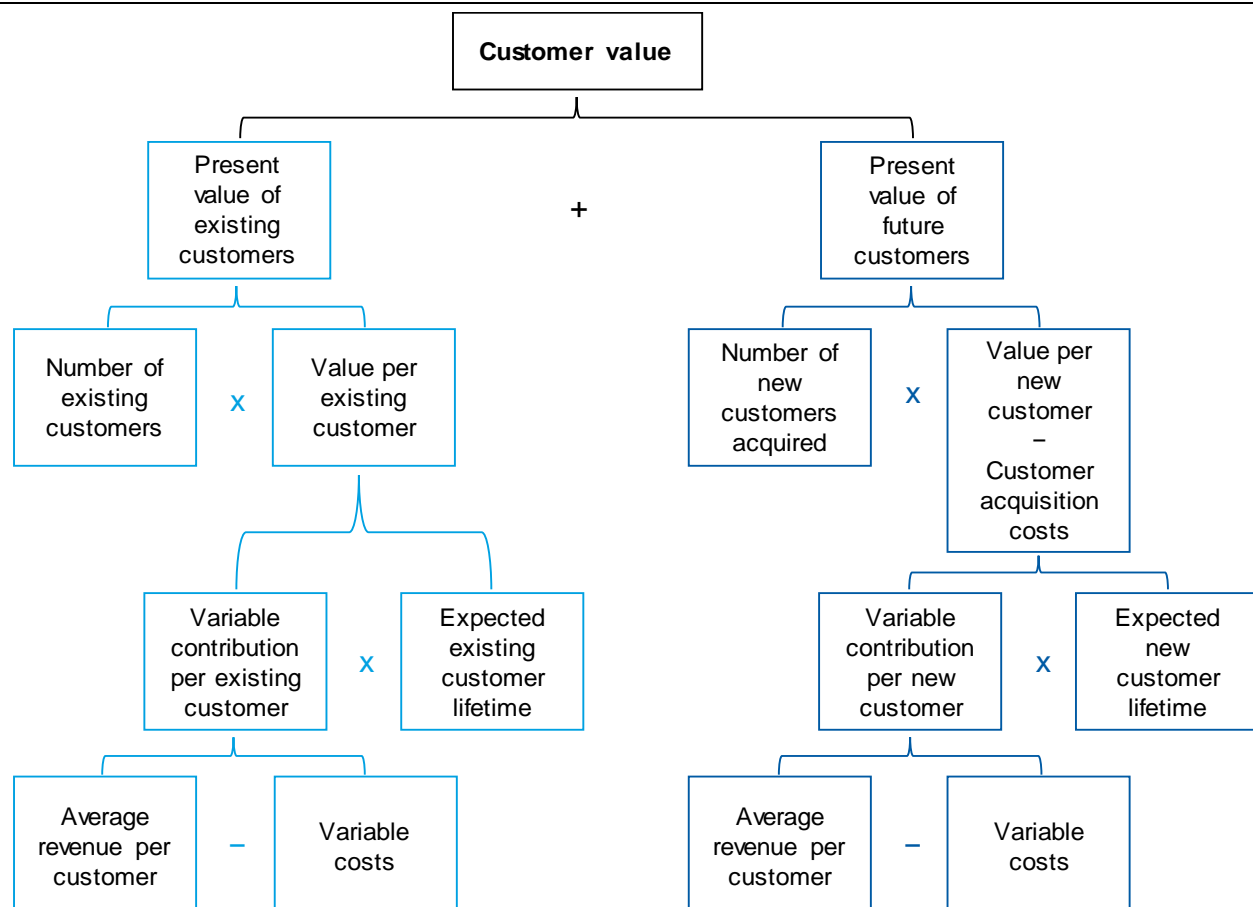 Customer value
Present
value of
existing
customers
+
Present
value of
future
customers
Number of
existing
customers
x
Value per
existing
customer
Number of
new
customers
acquired
x
Value per
new
customer
–
Customer
acquisition
costs
Variable
contribution
per existing
customer
x
Expected
existing
customer
lifetime
Variable
contribution
per new
customer
x
Expected
new
customer
lifetime
Average
revenue per
customer
–
Variable
costs
Average
revenue per
customer
–
Variable
costs